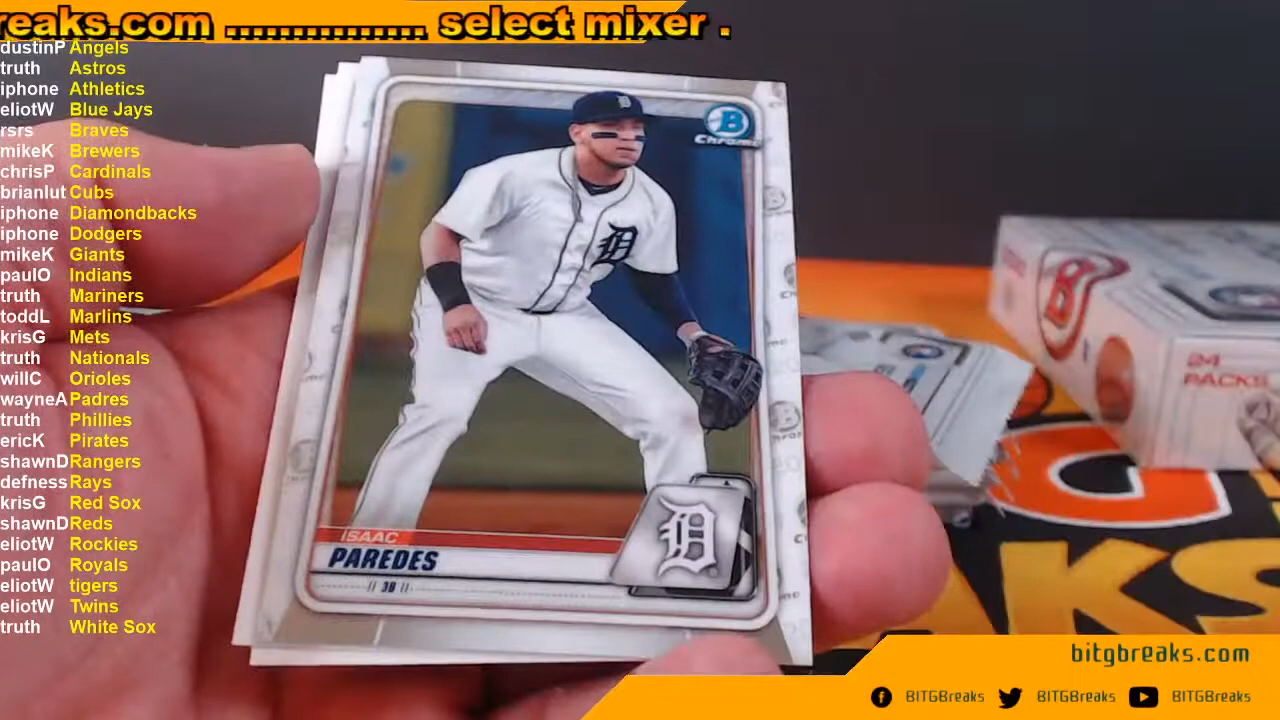 reaks.com ............... select mixer .
dustinP Angels
truth Astros
iphone Athletics
eliotW Blue Jays
rsrs Braves
mikeK Brewers
chrisP Cardinals
brianlut Cubs
iphone Diamondbacks
iphone Dodgers
mikeK Giants
paulO Indians
truth Mariners
toddL Marlins
krisG Mets
truth Nationals
willC Orioles
wayneA Padres
truth Phillies
ericK Pirates
shawnD Rangers
defness Rays
krisG Red Sox
shawnD Reds
eliotW Rockies
paulO Royals
eliotW tigers
eliotW Twins
truth White Sox
B
CHROME
D
ISAAC
PAREDES
3B
D
B
24
PACKS
AKS
bitgbreaks.com
BITGBreaks
BITGBreaks
BITGBreaks